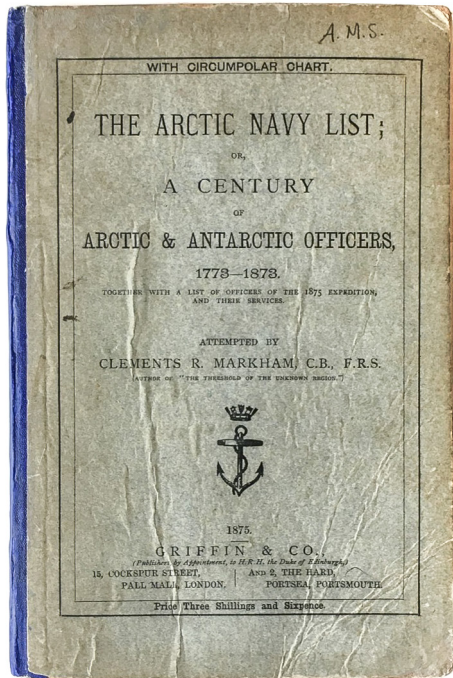 A.M.S.
WITH CIRCUMPOLAR CHART.
THE ARCTIC NAVY LIST;
OR,
A CENTURY
OF
ARCTIC & ANTARCTIC OFFICERS,
1773—1873.
TOGETHER WITH A LIST OF OFFICERS OF THE 1875 EXPEDITION,
AND THEIR SERVICES.
ATTEMPTED BY
CLEMENTS R. MARKHAM, C.B., F.R.S.
(AUTHOR OF "THE THRESHOLD OF THE UNKNOWN REGION.")
1875.
GRIFFIN & CO.,
(Publishers, by Appointment, to H.R.H. the Duke of Edinburgh,)
15, COCKSPUR STREET, | AND 2, THE HARD,
PALL MALL, LONDON, | PORTSEA, PORTSMOUTH.
Price Three Shillings and Sixpence.